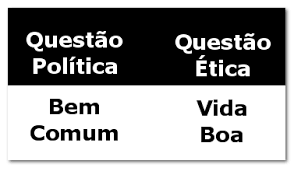 Questão Política
Questão Ética
Bem Comum
Vida Boa